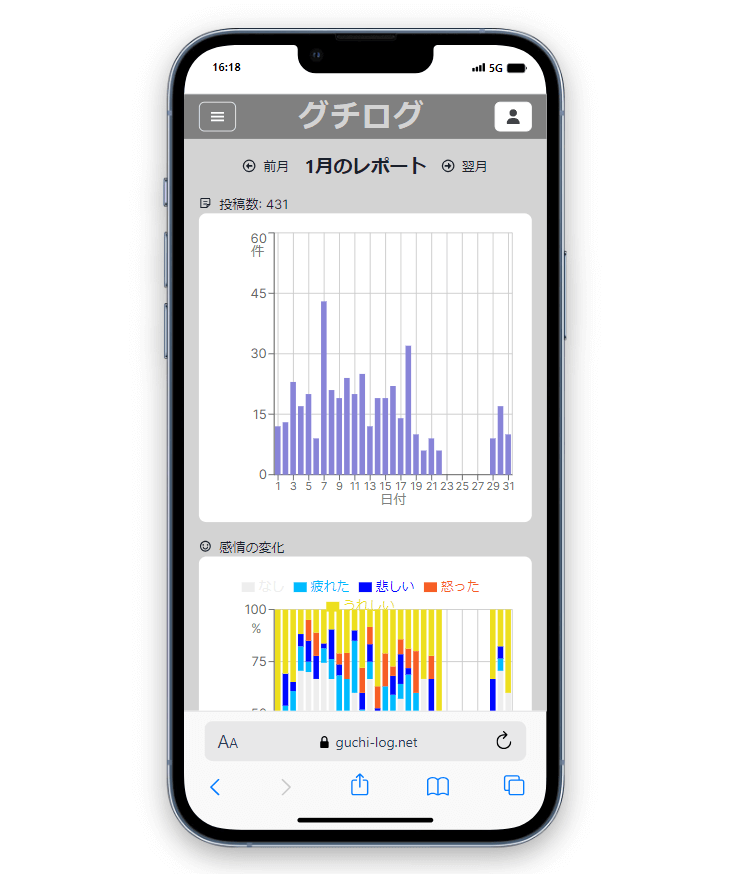 16:18 5G
グチログ
前月 1月のレポート 翌月
投稿数: 431
60
件
45
30
15
0
1 3 5 7 9 11 13 15 17 19 21 23 25 27 29 31
日付
感情の変化
なし 疲れた 悲しい 怒った
うれしい
100
%
75
50
AA guchi-log.net